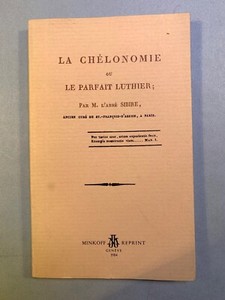 LA CHÉLONOMIE
OU
LE PARFAIT LUTHIER;
PAR M. L'ABBÉ SIBIRE,
ANCIEN CURÉ DE ST.-FRANÇOIS-D'ASSISE, A PARIS.
MINKOFF REPRINT
GENÈVE